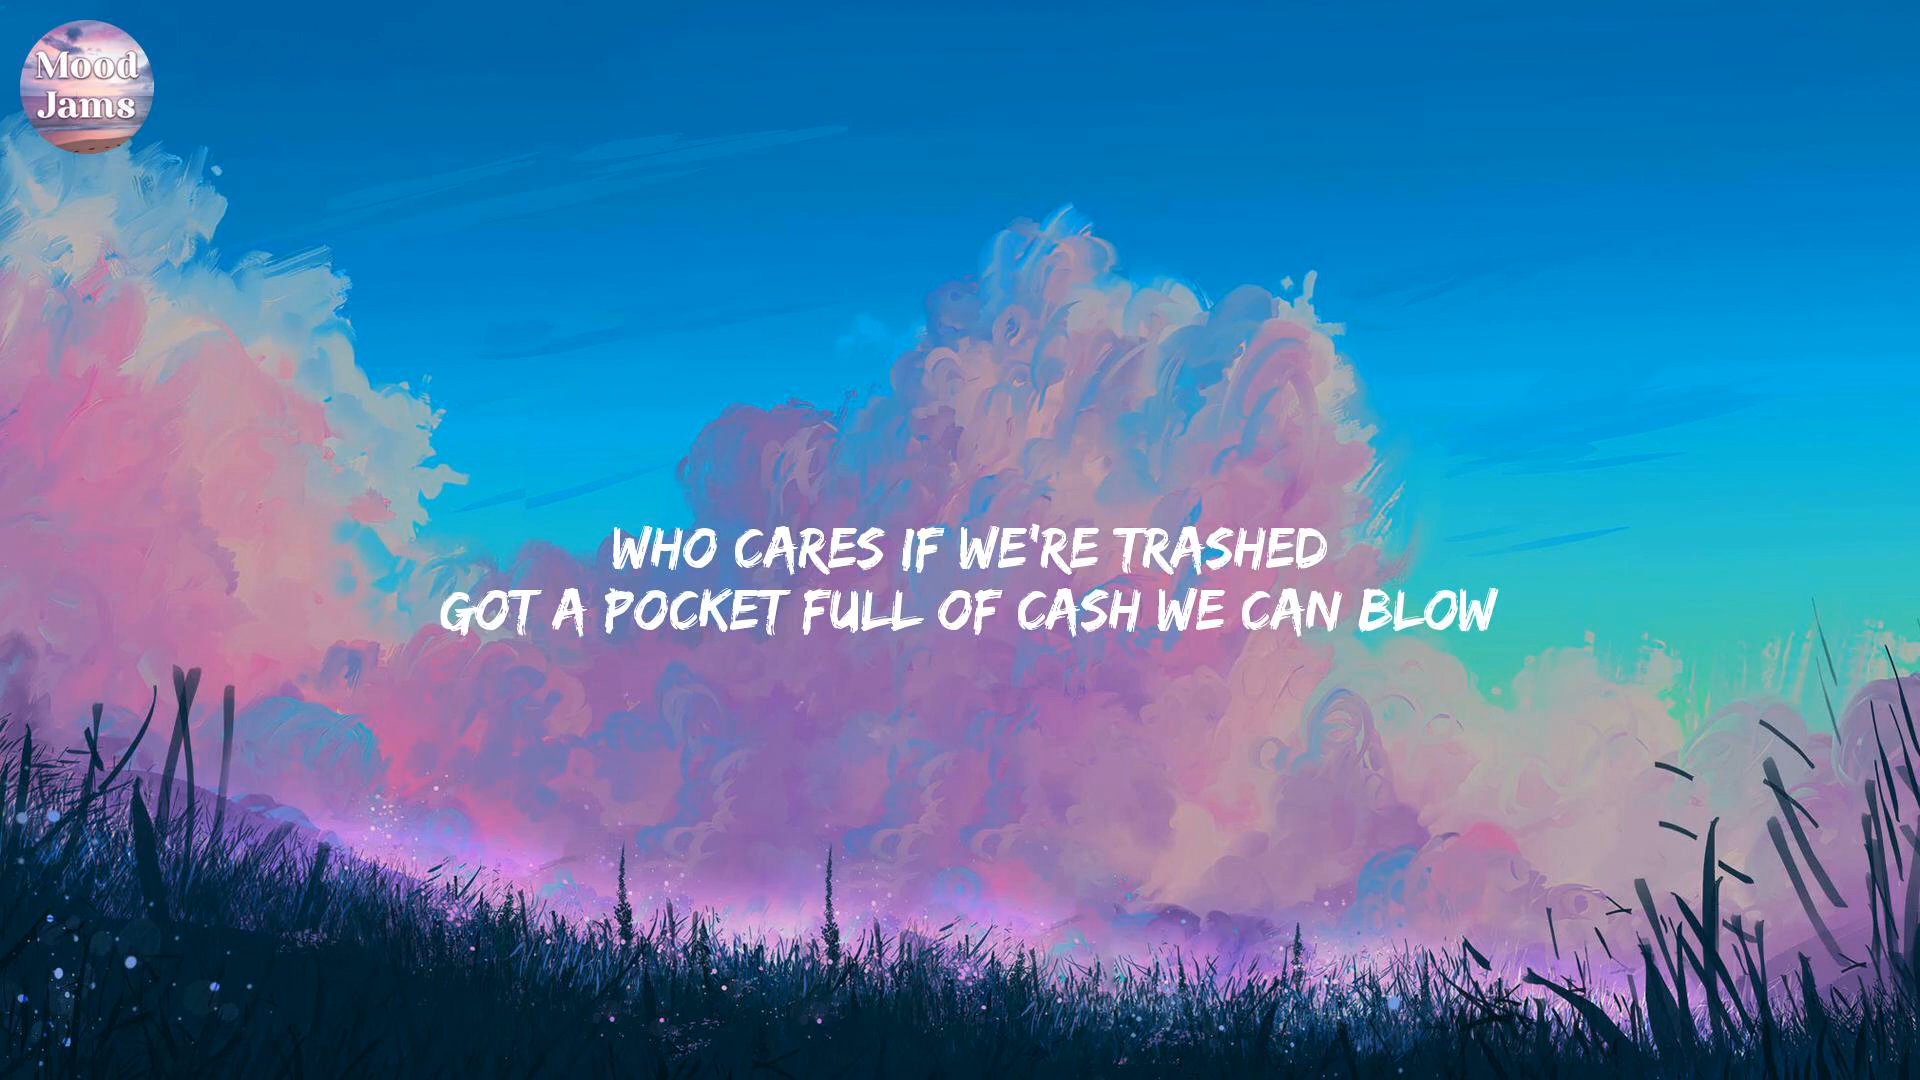 Mood
Jams
WHO CARES IF WE'RE TRASHED
GOT A POCKET FULL OF CASH WE CAN BLOW